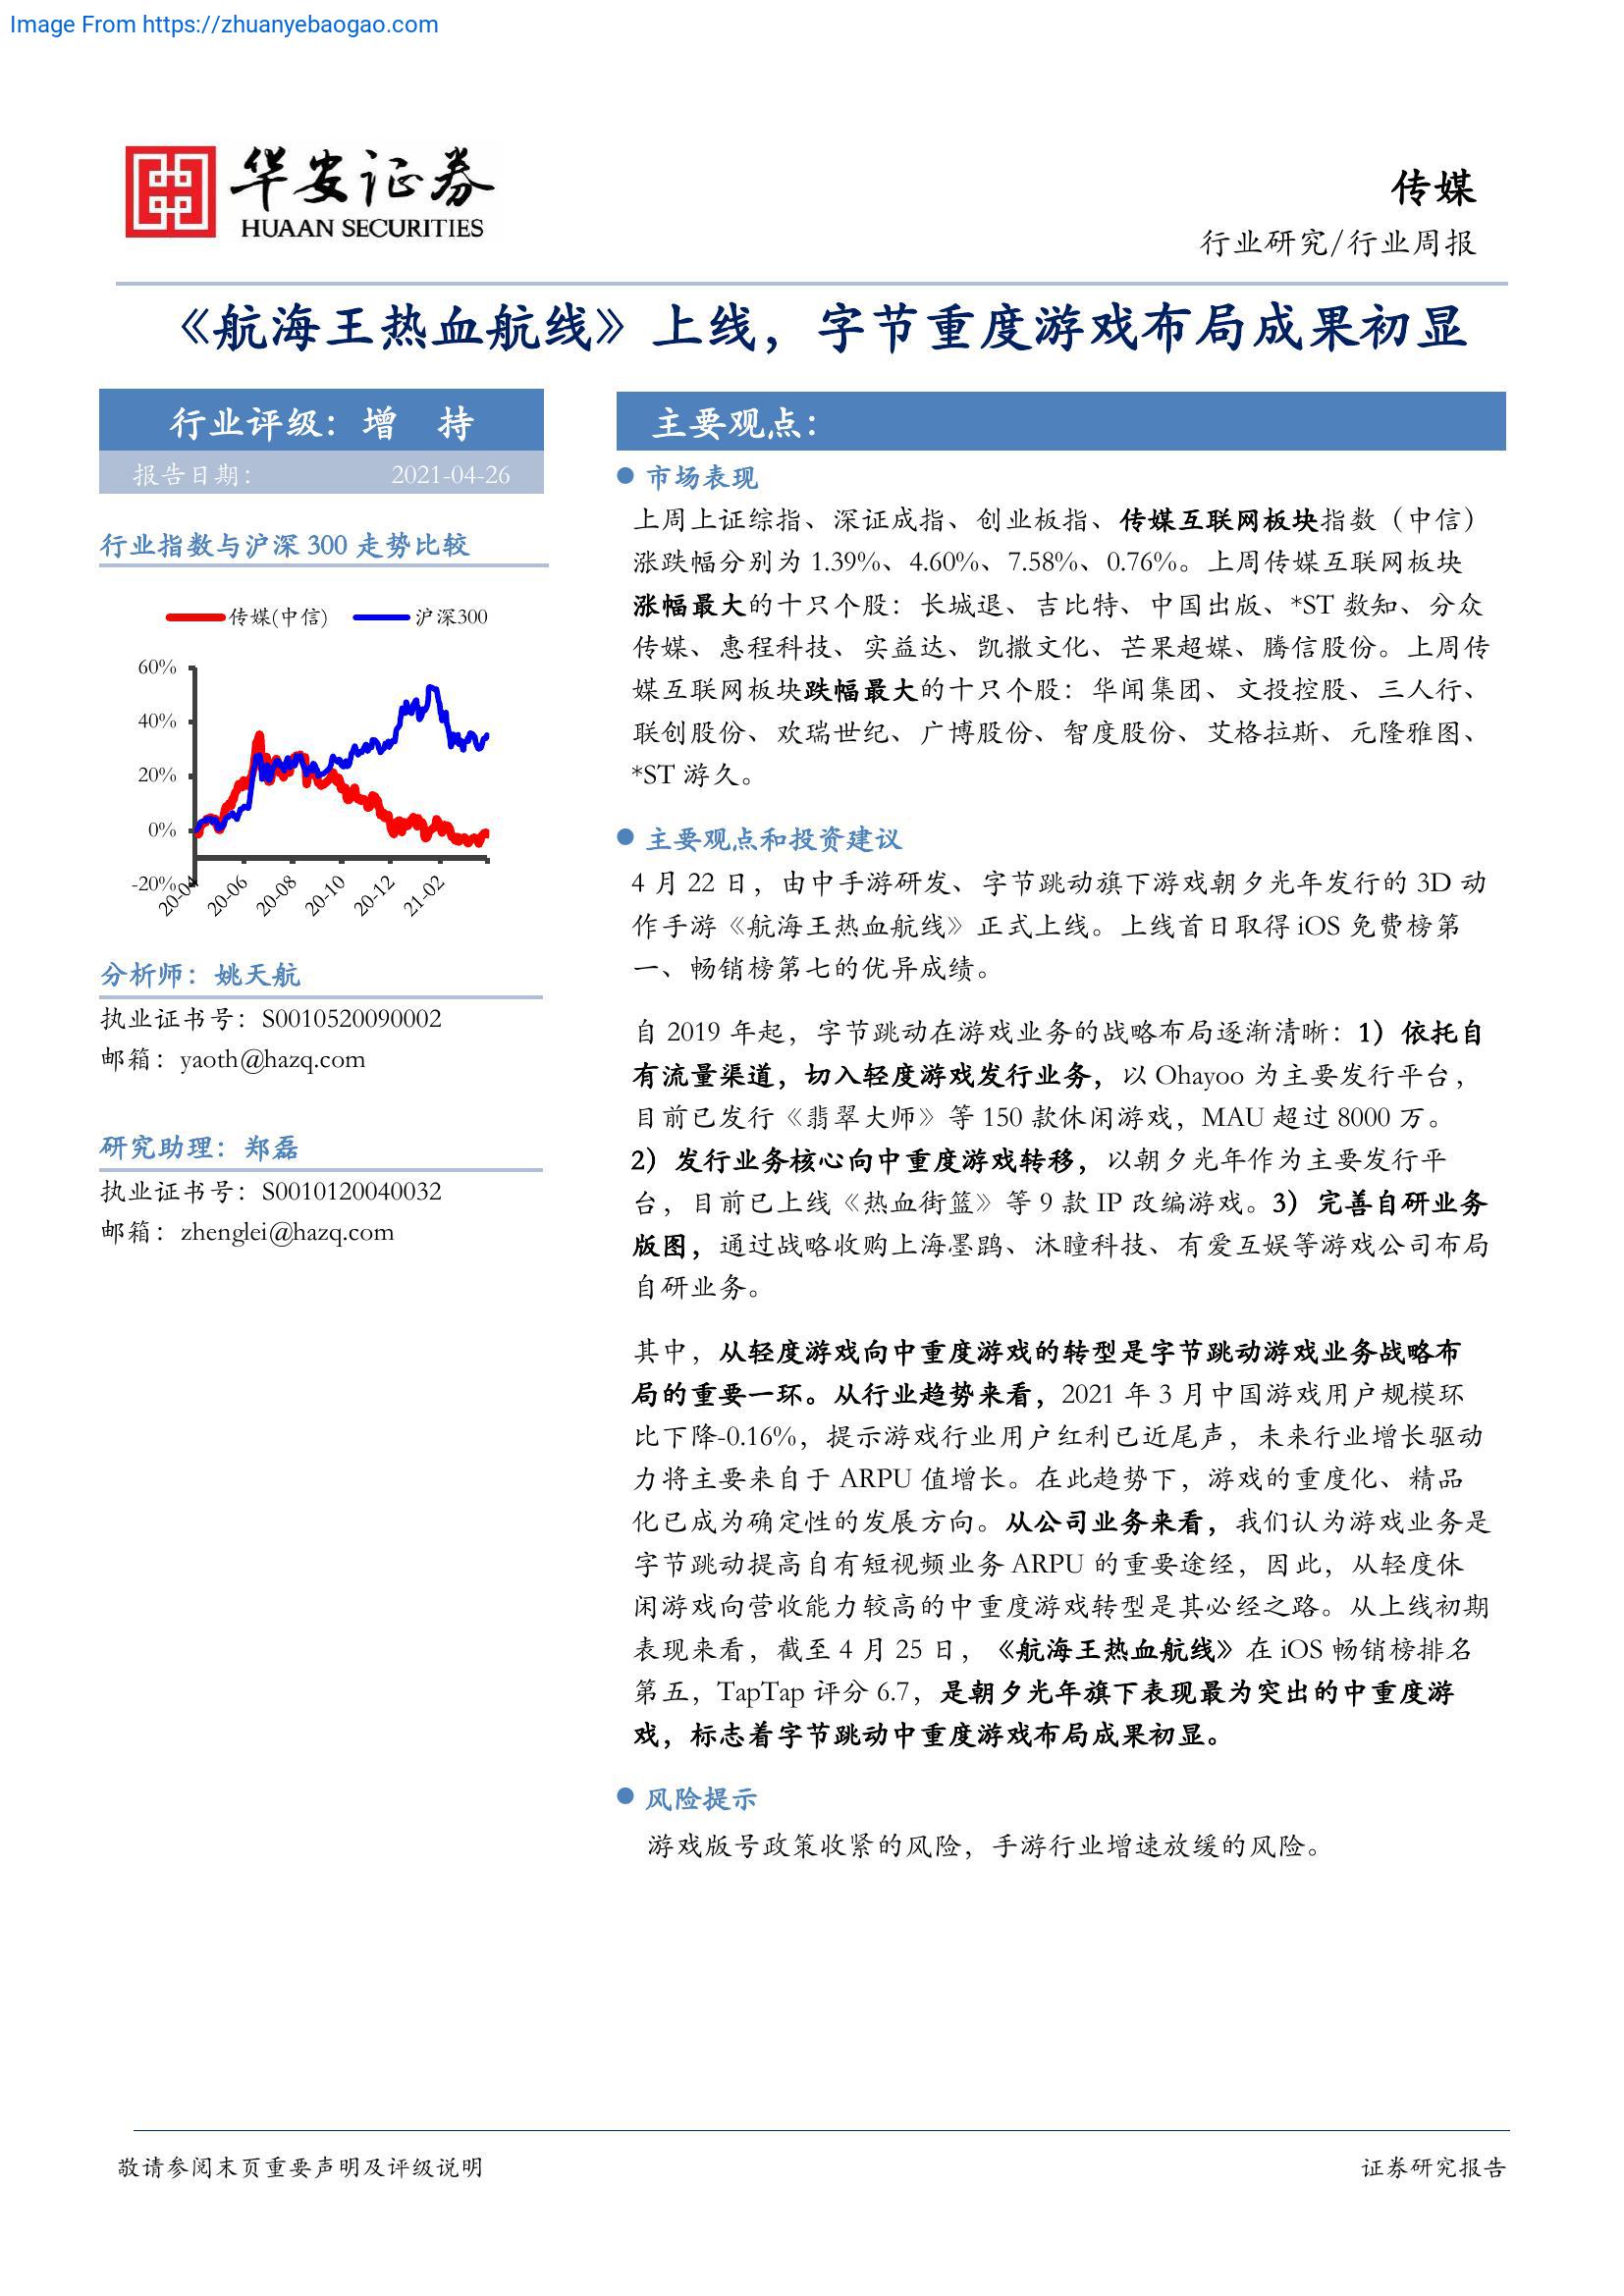 Image From https://zhuanyebaogao.com
华安证券
HUAAN SECURITIES
传媒
行业研究/行业周报
《航海王热血航线》上线，字节重度游戏布局成果初显
行业评级：增 持
报告日期： 2021-04-26
行业指数与沪深 300 走势比较
传媒(中信) 沪深300
60%
40%
20%
0%
-20%
20-04 20-06 20-08 20-10 20-12 21-02
分析师：姚天航
执业证书号：S0010520090002
邮箱：yaoth@hazq.com
研究助理：郑磊
执业证书号：S0010120040032
邮箱：zhenglei@hazq.com
主要观点：
市场表现
上周上证综指、深证成指、创业板指、传媒互联网板块指数（中信）
涨跌幅分别为 1.39%、4.60%、7.58%、0.76%。上周传媒互联网板块
涨幅最大的十只个股：长城退、吉比特、中国出版、*ST 数知、分众
传媒、惠程科技、实益达、凯撒文化、芒果超媒、腾信股份。上周传
媒互联网板块跌幅最大的十只个股：华闻集团、文投控股、三人行、
联创股份、欢瑞世纪、广博股份、智度股份、艾格拉斯、元隆雅图、
*ST 游久。
主要观点和投资建议
4 月 22 日，由中手游研发、字节跳动旗下游戏朝夕光年发行的 3D 动
作手游《航海王热血航线》正式上线。上线首日取得 iOS 免费榜第
一、畅销榜第七的优异成绩。
自 2019 年起，字节跳动在游戏业务的战略布局逐渐清晰：1）依托自
有流量渠道，切入轻度游戏发行业务，以 Ohayoo 为主要发行平台，
目前已发行《翡翠大师》等 150 款休闲游戏，MAU 超过 8000 万。
2）发行业务核心向中重度游戏转移，以朝夕光年作为主要发行平
台，目前已上线《热血街篮》等 9 款 IP 改编游戏。3）完善自研业务
版图，通过战略收购上海墨鹍、沐瞳科技、有爱互娱等游戏公司布局
自研业务。
其中，从轻度游戏向中重度游戏的转型是字节跳动游戏业务战略布
局的重要一环。从行业趋势来看，2021 年 3 月中国游戏用户规模环
比下降-0.16%，提示游戏行业用户红利已近尾声，未来行业增长驱动
力将主要来自于 ARPU 值增长。在此趋势下，游戏的重度化、精品
化已成为确定性的发展方向。从公司业务来看，我们认为游戏业务是
字节跳动提高自有短视频业务 ARPU 的重要途经，因此，从轻度休
闲游戏向营收能力较高的中重度游戏转型是其必经之路。从上线初期
表现来看，截至 4 月 25 日，《航海王热血航线》在 iOS 畅销榜排名
第五，TapTap 评分 6.7，是朝夕光年旗下表现最为突出的中重度游
戏，标志着字节跳动中重度游戏布局成果初显。
风险提示
游戏版号政策收紧的风险，手游行业增速放缓的风险。
敬请参阅末页重要声明及评级说明
证券研究报告